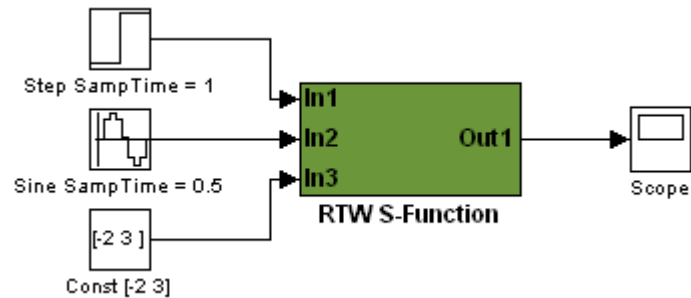 Step SampTime = 1
In1
In2
Out1
Sine SampTime = 0.5
In3
Scope
RTW S-Function
[-2 3 ]
Const [-2 3]